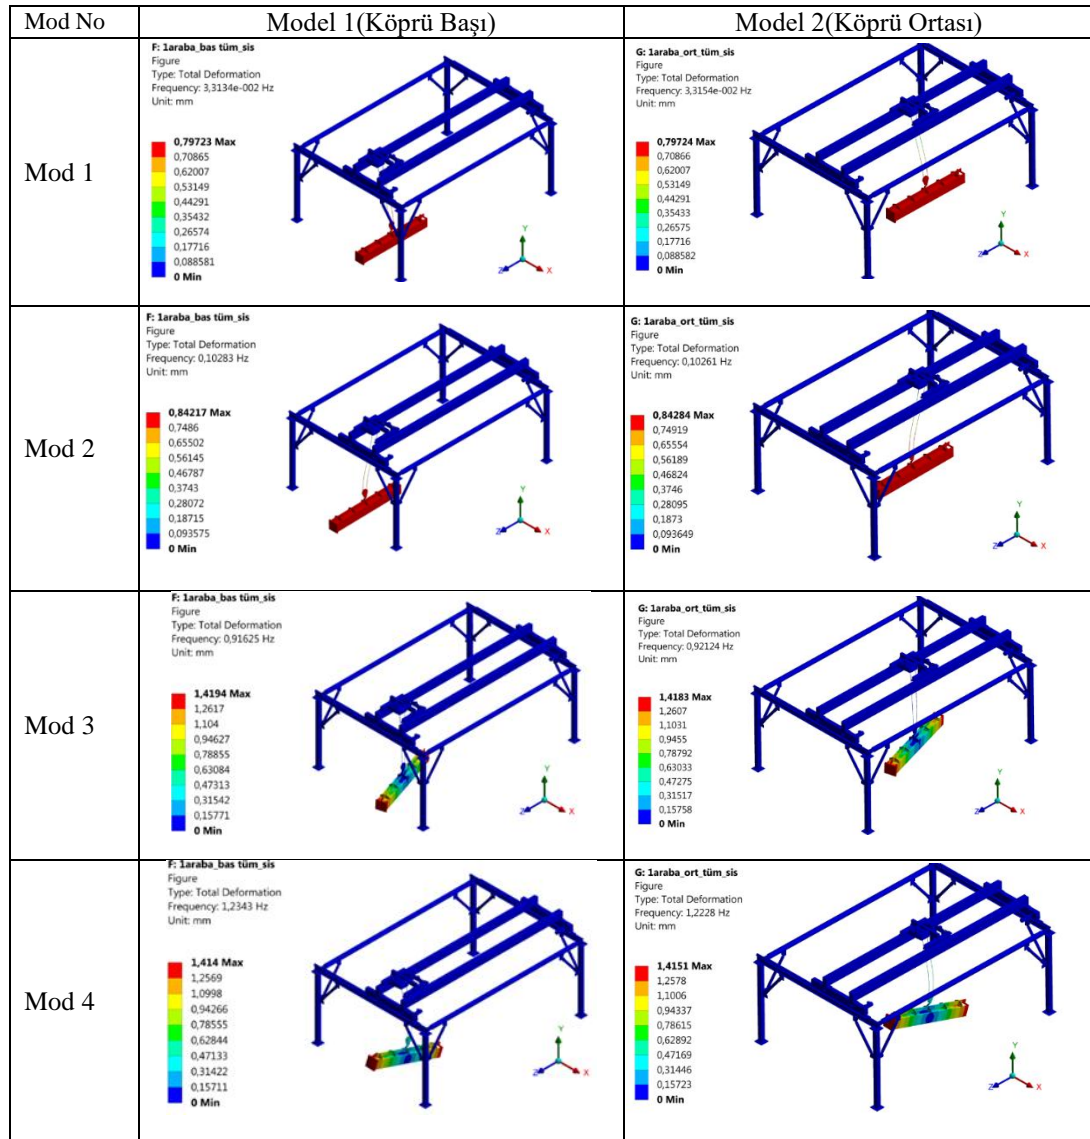 Mod No
Model 1(Köprü Başı)
Model 2(Köprü Ortası)
Mod 1
F: 1araba_bas tüm_sis
Figure
Type: Total Deformation
Frequency: 3,3134e-002 Hz
Unit: mm
0,79723 Max
0,70865
0,62007
0,53149
0,44291
0,35432
0,26574
0,17716
0,088581
0 Min
Y
Z
X
G: 1araba_ort_tüm_sis
Figure
Type: Total Deformation
Frequency: 3,3154e-002 Hz
Unit: mm
0,79724 Max
0,70866
0,62007
0,53149
0,44291
0,35433
0,26575
0,17716
0,088582
0 Min
Y
Z
X
Mod 2
F: 1araba_bas tüm_sis
Figure
Type: Total Deformation
Frequency: 0,10283 Hz
Unit: mm
0,84217 Max
0,7486
0,65502
0,56145
0,46787
0,3743
0,28072
0,18715
0,093575
0 Min
Y
Z
X
G: 1araba_ort_tüm_sis
Figure
Type: Total Deformation
Frequency: 0,10261 Hz
Unit: mm
0,84284 Max
0,74919
0,65554
0,56189
0,46824
0,3746
0,28095
0,1873
0,093649
0 Min
Y
Z
X
Mod 3
F: 1araba_bas tüm_sis
Figure
Type: Total Deformation
Frequency: 0,91625 Hz
Unit: mm
1,4194 Max
1,2617
1,104
0,94627
0,78855
0,63084
0,47313
0,31542
0,15771
0 Min
Y
Z
X
G: 1araba_ort_tüm_sis
Figure
Type: Total Deformation
Frequency: 0,92124 Hz
Unit: mm
1,4183 Max
1,2607
1,1031
0,9455
0,78792
0,63033
0,47275
0,31517
0,15758
0 Min
Y
Z
X
Mod 4
F: 1araba_bas tüm_sis
Figure
Type: Total Deformation
Frequency: 1,2343 Hz
Unit: mm
1,414 Max
1,2569
1,0998
0,94266
0,78555
0,62844
0,47133
0,31422
0,15711
0 Min
Y
Z
X
G: 1araba_ort_tüm_sis
Figure
Type: Total Deformation
Frequency: 1,2228 Hz
Unit: mm
1,4151 Max
1,2578
1,1006
0,94337
0,78615
0,62892
0,47169
0,31446
0,15723
0 Min
Y
Z
X